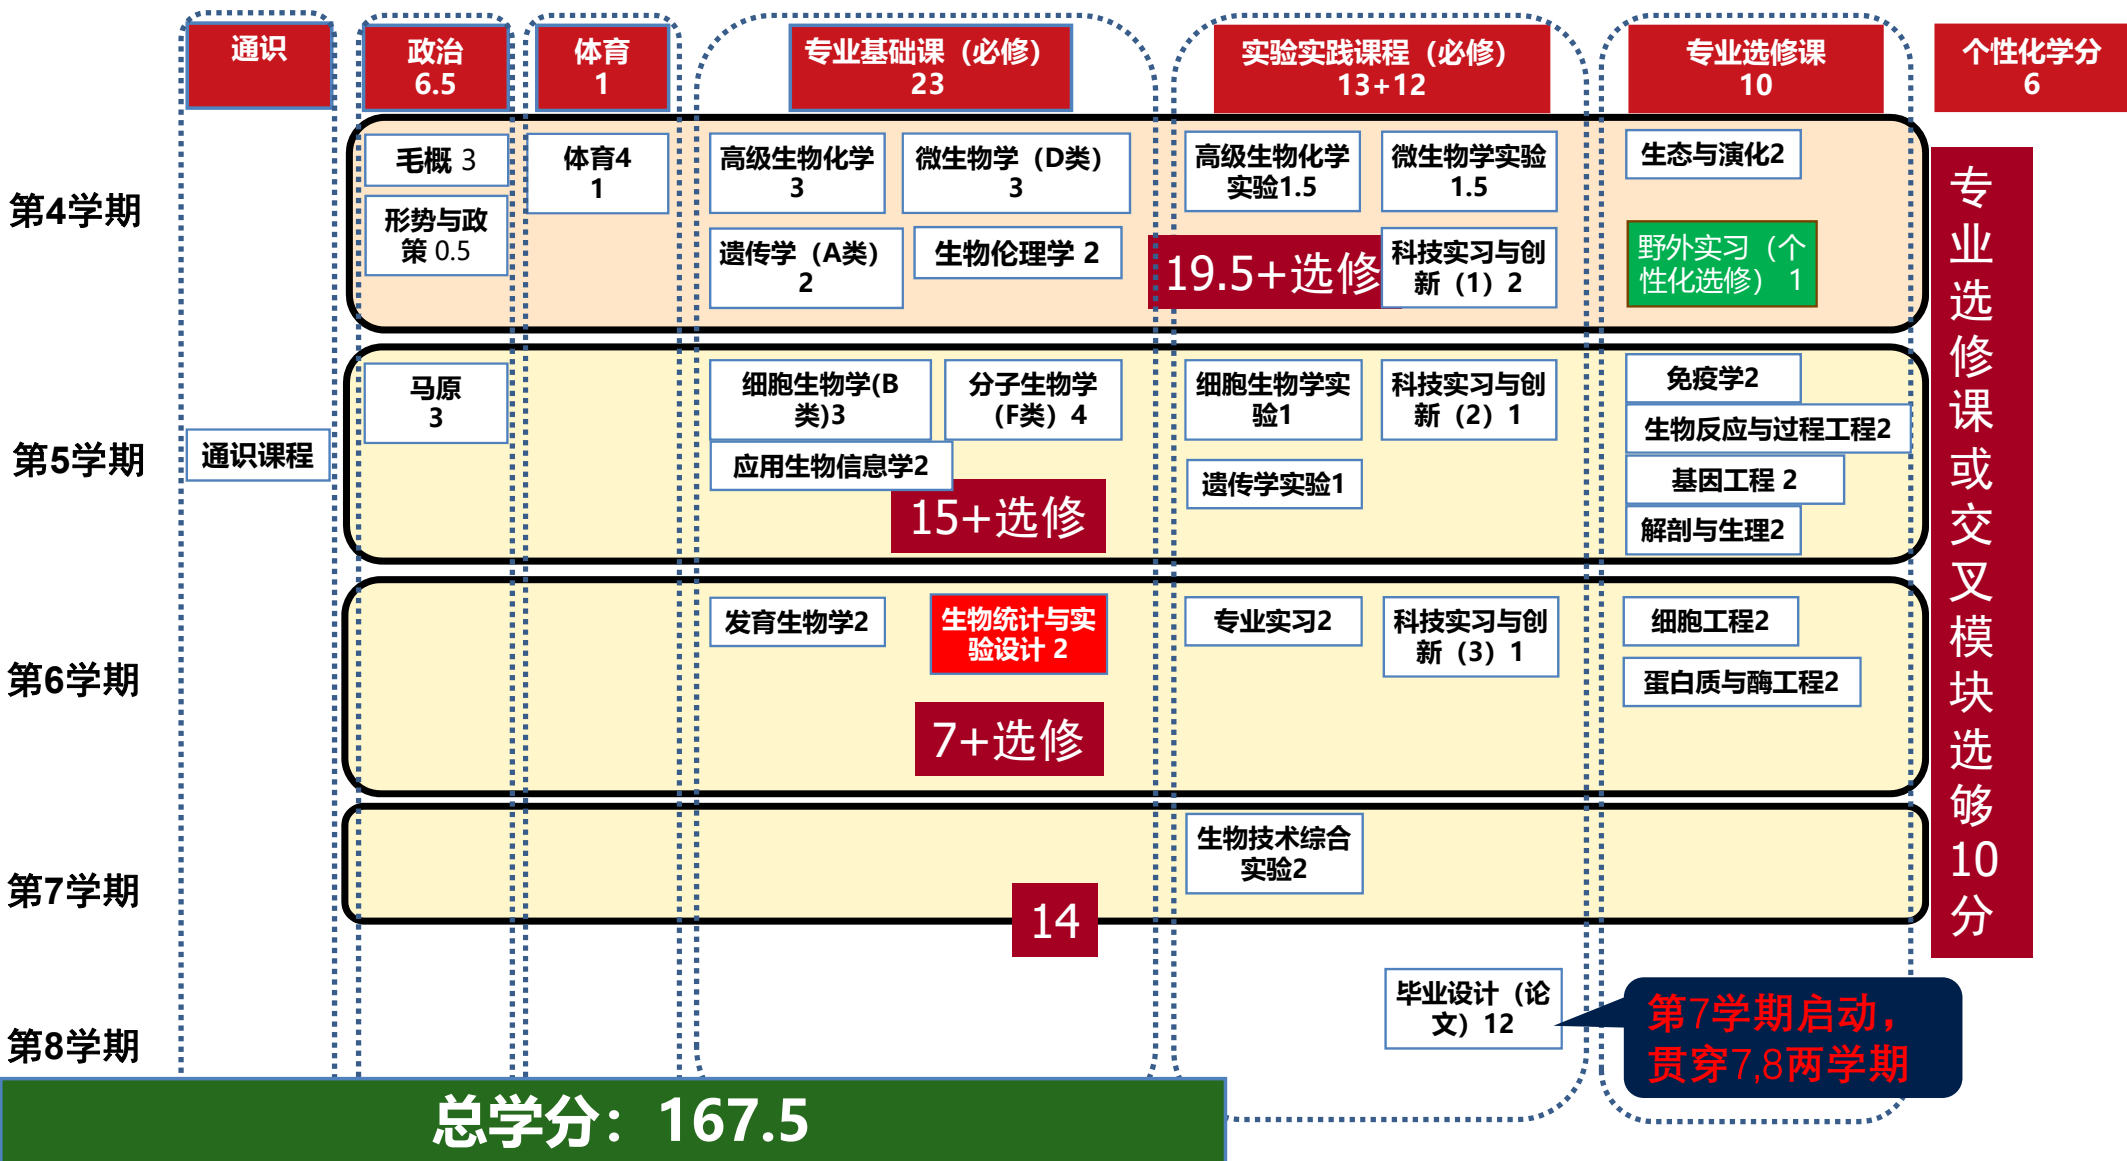 通识
政治
6.5
体育
1
专业基础课（必修）
23
实验实践课程（必修）
13+12
专业选修课
10
个性化学分
6
第4学期
毛概 3
形势与政
策 0.5
体育4
1
高级生物化学
3
微生物学（D类）
3
遗传学（A类）
2
生物伦理学 2
高级生物化学
实验1.5
微生物学实验
1.5
19.5+选修
科技实习与创
新（1）2
生态与演化2
野外实习（个
性化选修） 1
第5学期
通识课程
马原
3
细胞生物学(B
类)3
分子生物学
（F类）4
应用生物信息学2
15+选修
细胞生物学实
验1
科技实习与创
新（2）1
遗传学实验1
免疫学2
生物反应与过程工程2
基因工程 2
解剖与生理2
第6学期
发育生物学2
生物统计与实
验设计 2
7+选修
专业实习2
科技实习与创
新（3）1
细胞工程2
蛋白质与酶工程2
第7学期
14
生物技术综合
实验2
第8学期
毕业设计（论
文）12
第7学期启动，
贯穿7,8两学期
专
业
选
修
课
或
交
叉
模
块
选
够
10
分
总学分：167.5